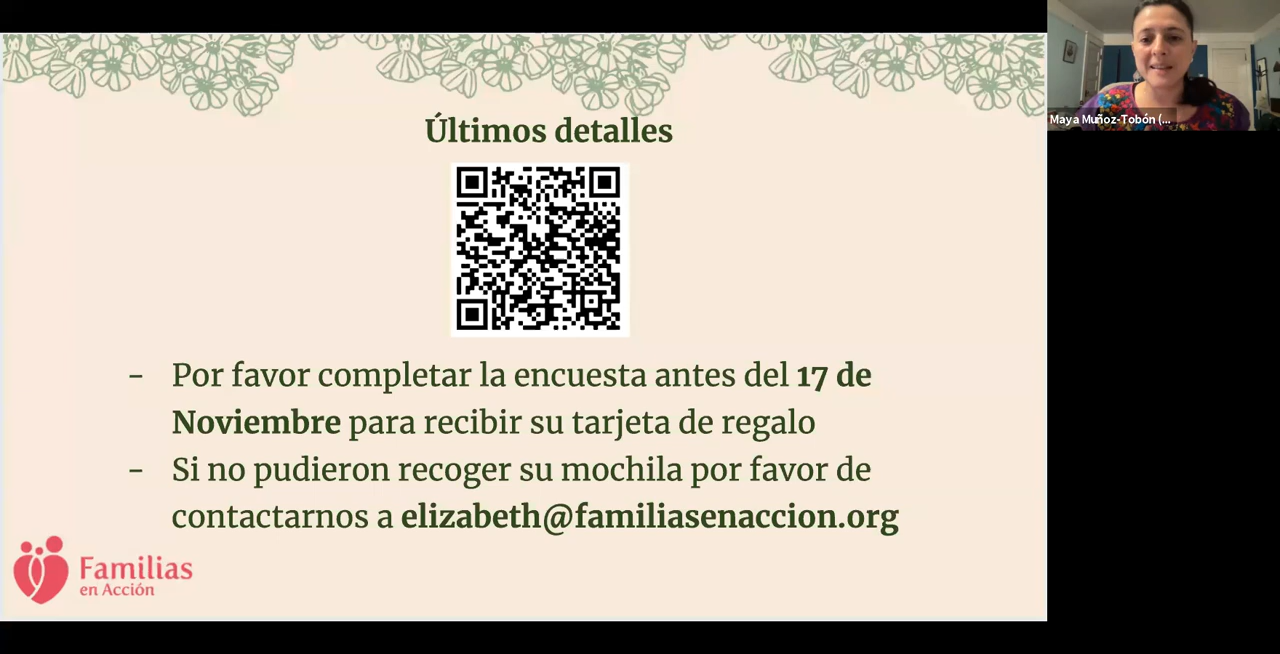 Últimos detalles
- Por favor completar la encuesta antes del 17 de
Noviembre para recibir su tarjeta de regalo
- Si no pudieron recoger su mochila por favor de
contactarnos a elizabeth@familiasenaccion.org
Familias
en Acción
Maya Muñoz-Tobón (...